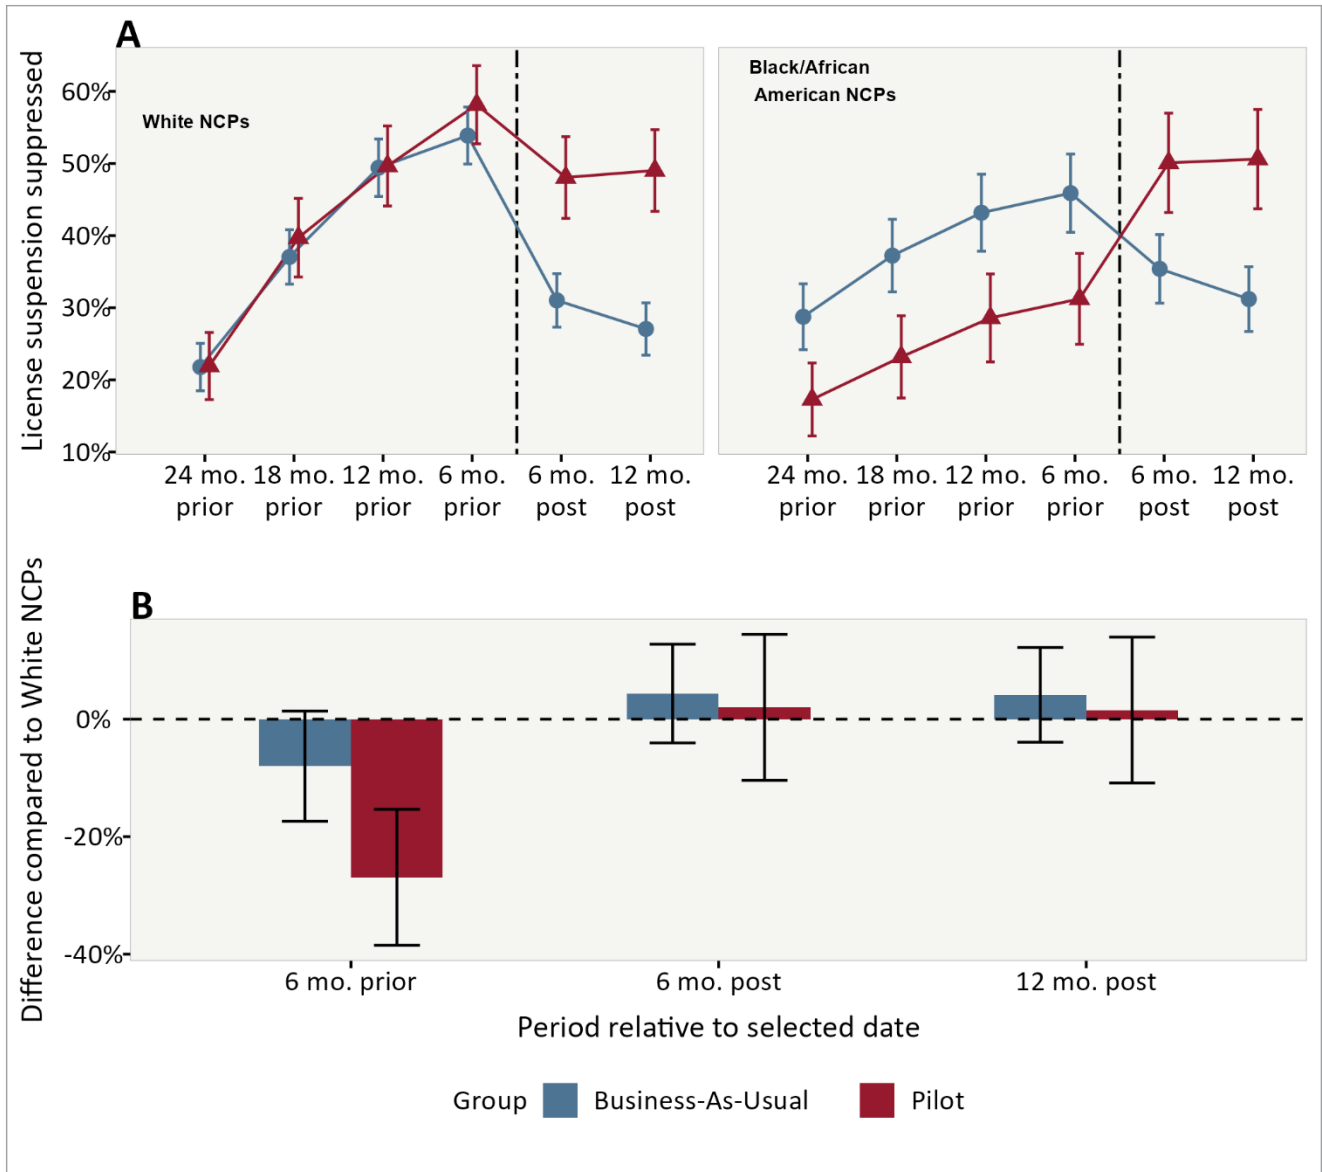 A
License suspension suppressed
60%
50%
40%
30%
20%
10%
White NCPs
24 mo. 18 mo. 12 mo. 6 mo. 6 mo. 12 mo.
prior prior prior prior post post
Black/African
American NCPs
24 mo. 18 mo. 12 mo. 6 mo. 6 mo. 12 mo.
prior prior prior prior post post
B
Difference compared to White NCPs
0%
-20%
-40%
6 mo. prior 6 mo. post 12 mo. post
Period relative to selected date
Group Business-As-Usual Pilot